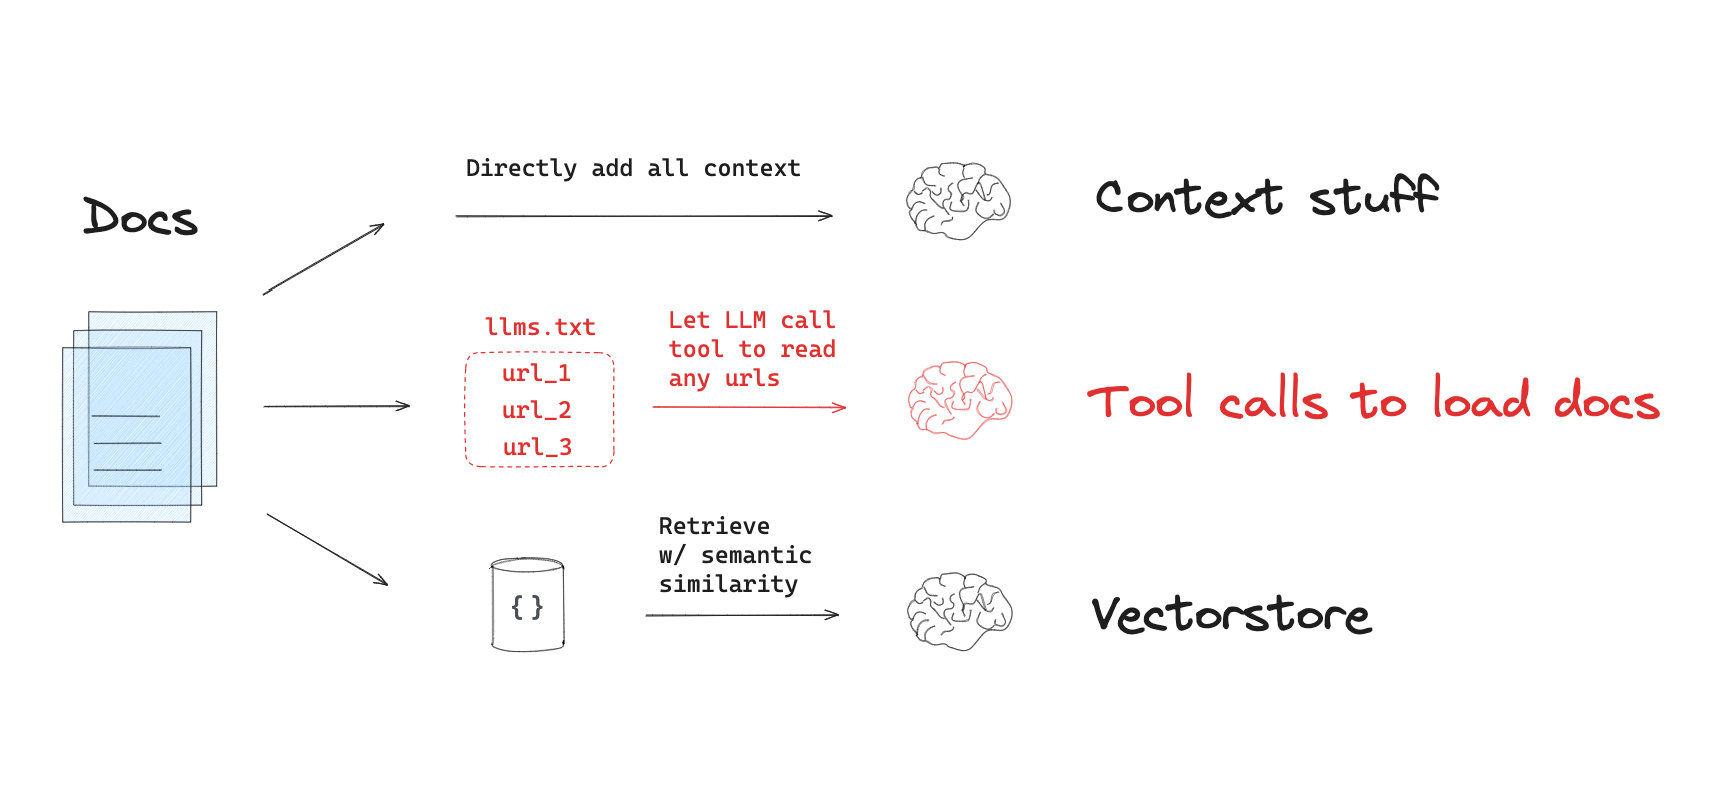 Docs
Directly add all context
Context stuff
llms.txt
url_1
url_2
url_3
Let LLM call
tool to read
any urls
Tool calls to load docs
{}
Retrieve
w/ semantic
similarity
Vectorstore